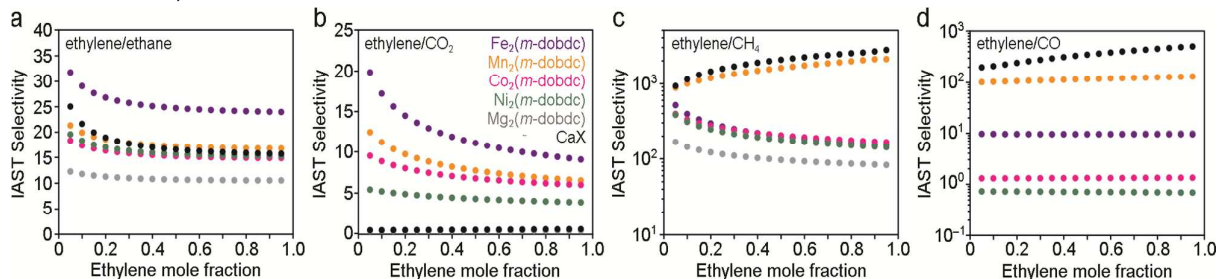 a
ethylene/ethane
IAST Selectivity
40
35
30
25
20
15
10
5
0
0
0.2
0.4
0.6
0.8
1.0
Ethylene mole fraction
b
ethylene/CO₂
Fe₂(m-dobdc)
Mn₂(m-dobdc)
Co₂(m-dobdc)
Ni₂(m-dobdc)
Mg₂(m-dobdc)
-
CaX
IAST Selectivity
25
20
15
10
5
0
0
0.2
0.4
0.6
0.8
1.0
Ethylene mole fraction
c
ethylene/CH₄
IAST Selectivity
10³
10²
10¹
0
0.2
0.4
0.6
0.8
1.0
Ethylene mole fraction
d
ethylene/CO
IAST Selectivity
10³
10²
10¹
10⁰
10⁻¹
0
0.2
0.4
0.6
0.8
1.0
Ethylene mole fraction